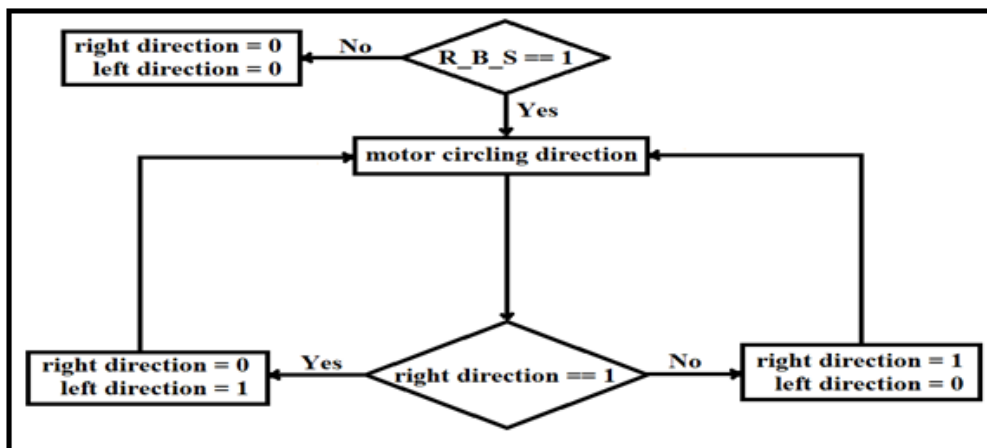 R_B_S == 1
No
right direction = 0
left direction = 0
Yes
motor circling direction
right direction == 1
Yes
right direction = 0
left direction = 1
No
right direction = 1
left direction = 0